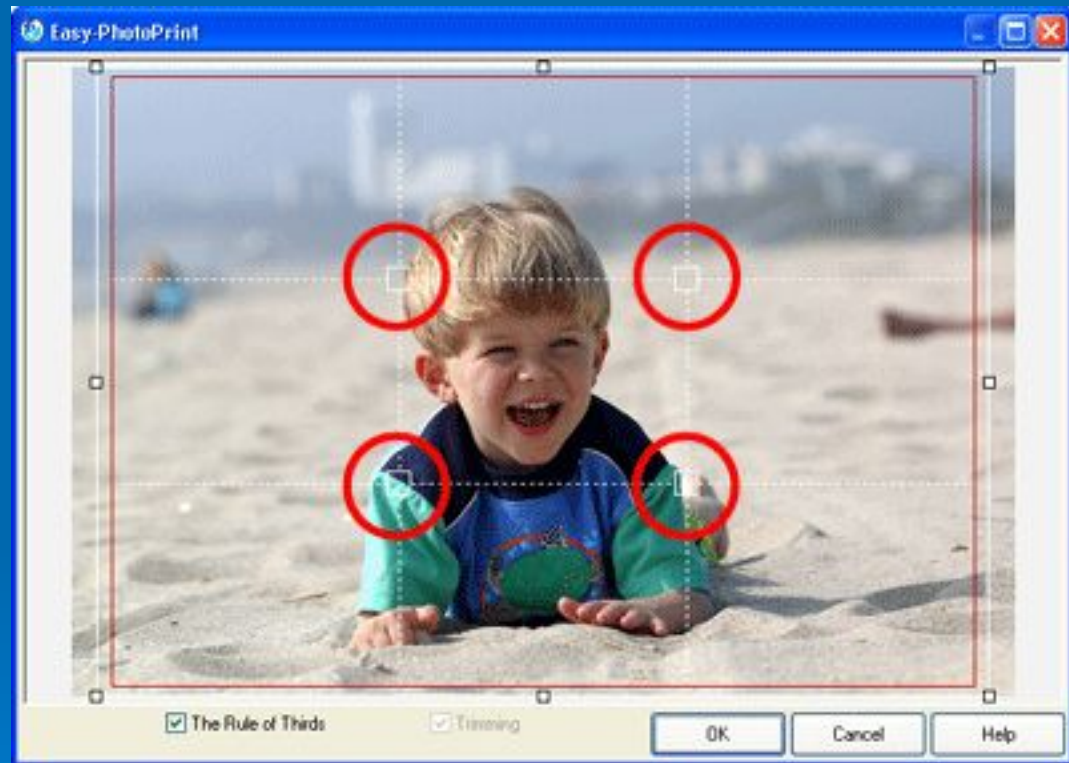 Easy-PhotoPrint
The Rule of Thirds
Trimming
OK
Cancel
Help